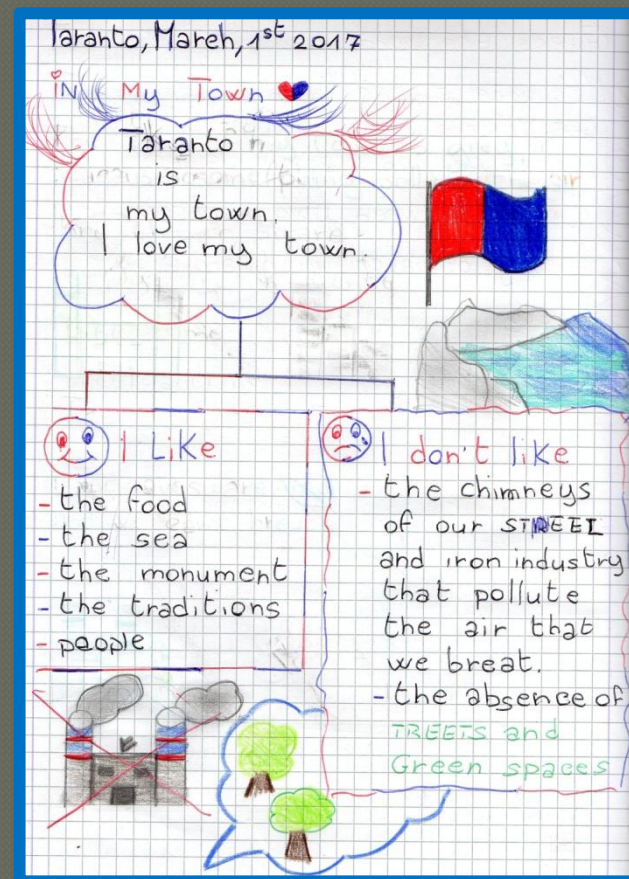 Taranto, March, 1st 2017
iN My Town
Taranto
is
my town.
I love my town.
I Like
- the food
- the sea
- the monument
- the traditions
- people
I don't like
- the chimneys
of our STREEL
and iron industry
that pollute
the air that
we breat.
- the absence of
TREETS and
Green spaces